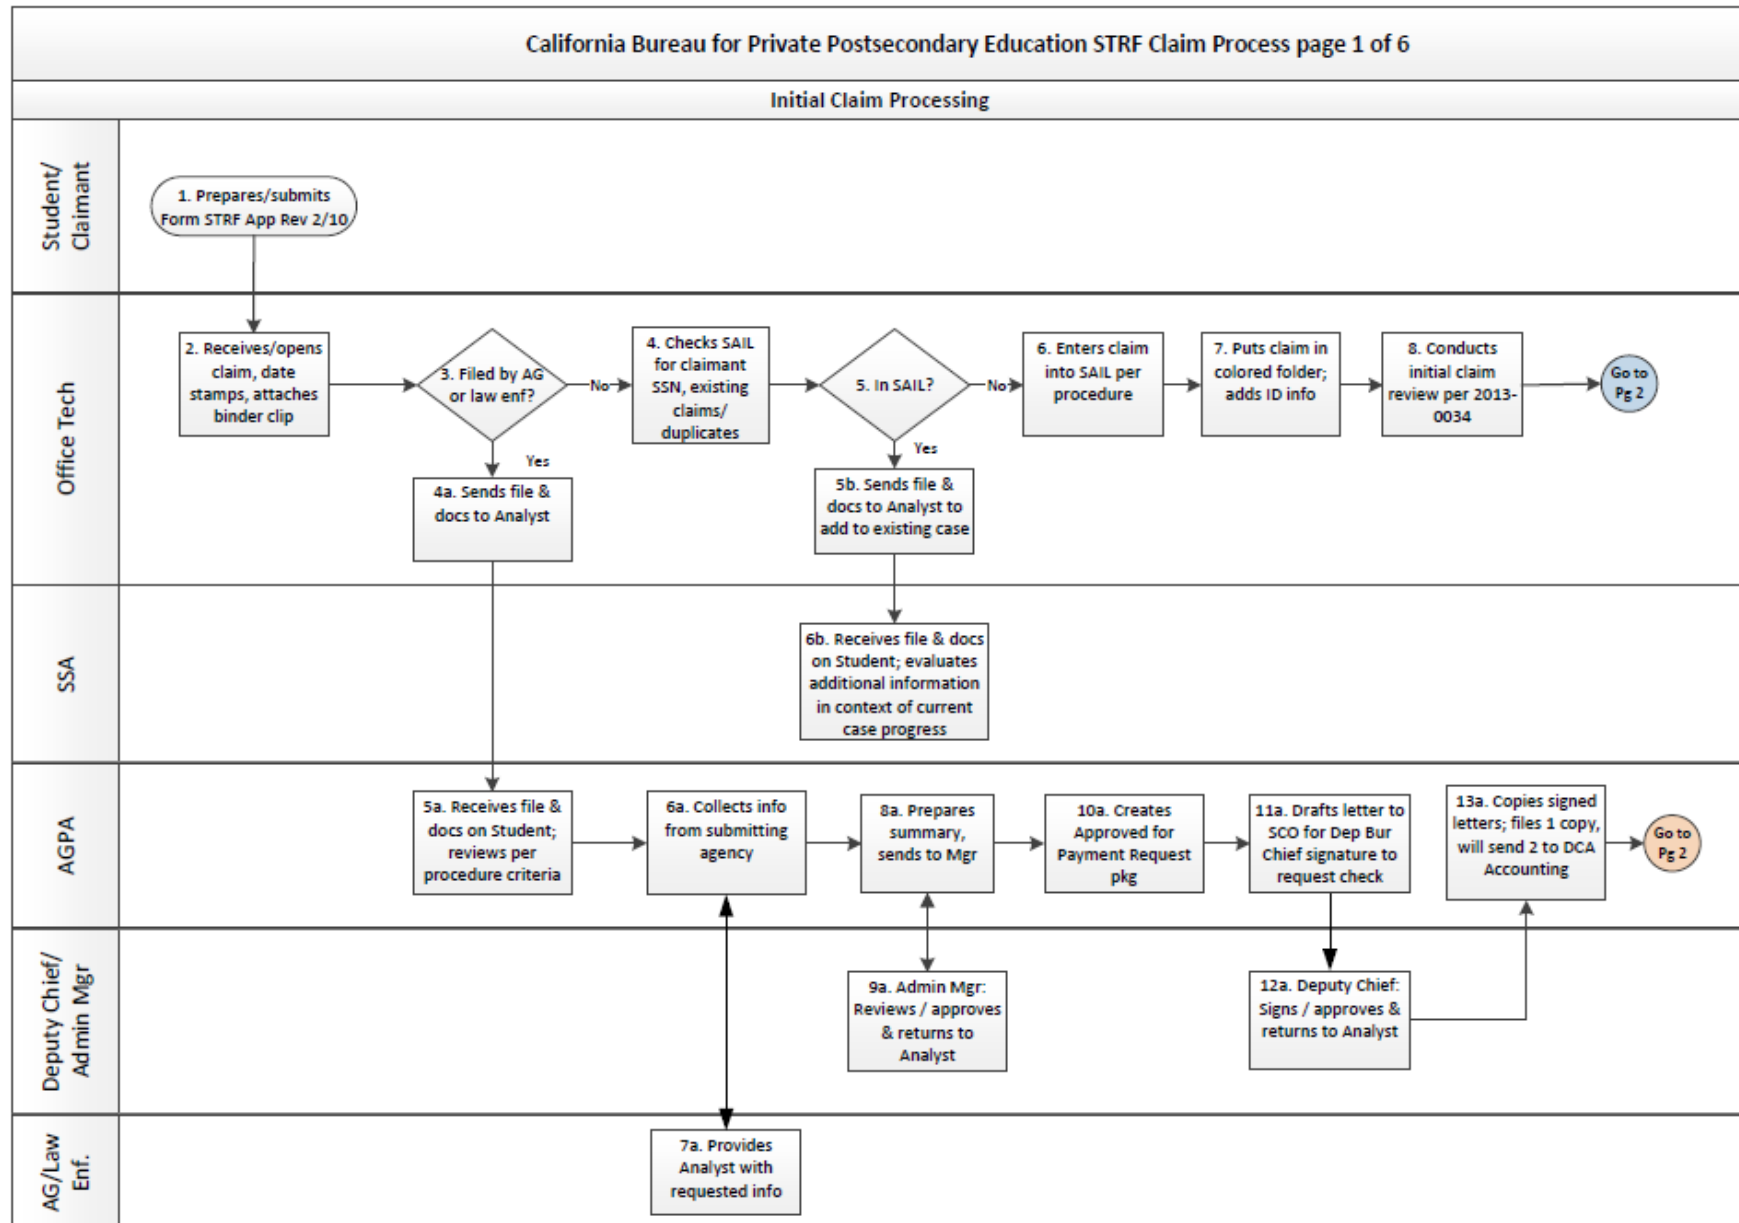 California Bureau for Private Postsecondary Education STRF Claim Process page 1 of 6
Initial Claim Processing
Student/
Claimant
1. Prepares/submits
Form STRF App Rev 2/10
Office Tech
2. Receives/opens
claim, date
stamps, attaches
binder clip
3. Filed by AG
or law enf?
No
Yes
4. Checks SAIL
for claimant
SSN, existing
claims/
duplicates
5. In SAIL?
No
Yes
6. Enters claim
into SAIL per
procedure
7. Puts claim in
colored folder;
adds ID info
8. Conducts
initial claim
review per 2013-
0034
Go to
Pg 2
4a. Sends file &
docs to Analyst
5b. Sends file &
docs to Analyst to
add to existing case
SSA
6b. Receives file & docs
on Student; evaluates
additional information
in context of current
case progress
AGPA
5a. Receives file &
docs on Student;
reviews per
procedure criteria
6a. Collects info
from submitting
agency
8a. Prepares
summary,
sends to Mgr
10a. Creates
Approved for
Payment Request
pkg
11a. Drafts letter to
SCO for Dep Bur
Chief signature to
request check
13a. Copies signed
letters; files 1 copy,
will send 2 to DCA
Accounting
Go to
Pg 2
Deputy Chief/
Admin Mgr
9a. Admin Mgr:
Reviews / approves
& returns to
Analyst
12a. Deputy Chief:
Signs / approves &
returns to Analyst
AG/Law
Enf.
7a. Provides
Analyst with
requested info